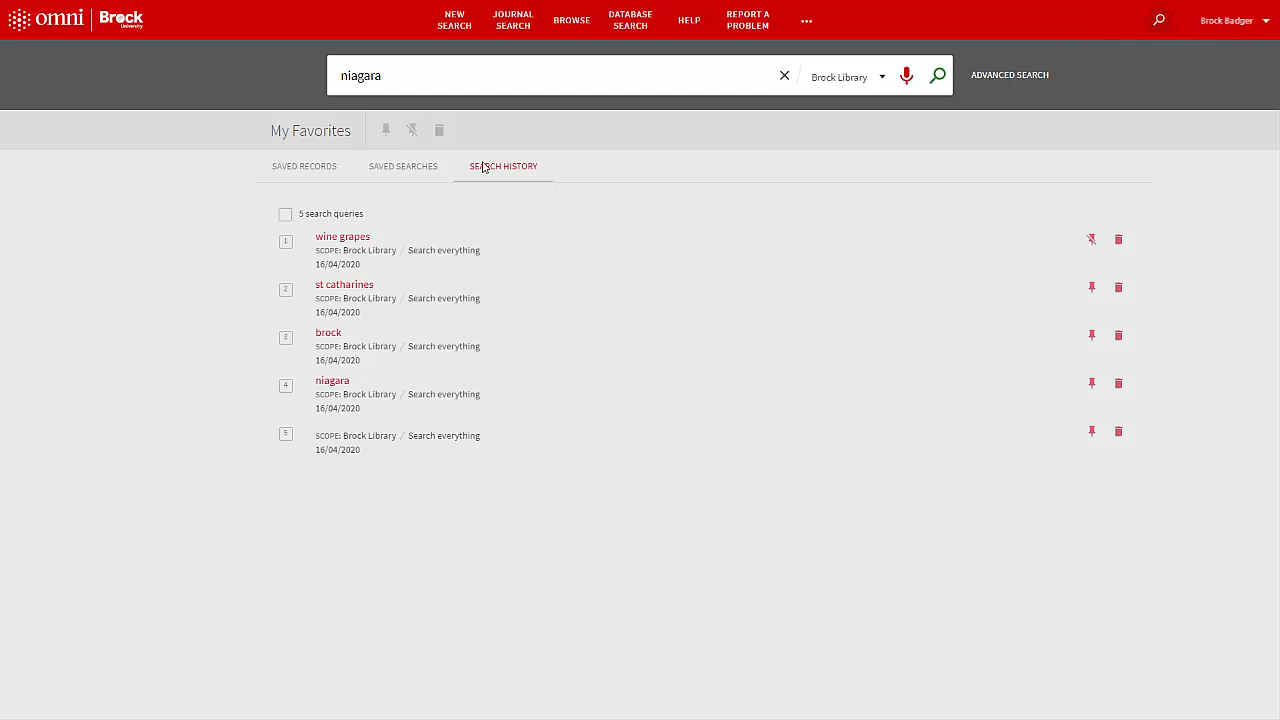 omni Brock University
NEW SEARCH
JOURNAL SEARCH
BROWSE
DATABASE SEARCH
HELP
REPORT A PROBLEM
•••
Brock Badger
niagara
Brock Library
ADVANCED SEARCH
My Favorites
SAVED RECORDS
SAVED SEARCHES
SEARCH HISTORY
5 search queries
1
wine grapes
SCOPE: Brock Library / Search everything
16/04/2020
2
st catharines
SCOPE: Brock Library / Search everything
16/04/2020
3
brock
SCOPE: Brock Library / Search everything
16/04/2020
4
niagara
SCOPE: Brock Library / Search everything
16/04/2020
5
SCOPE: Brock Library / Search everything
16/04/2020